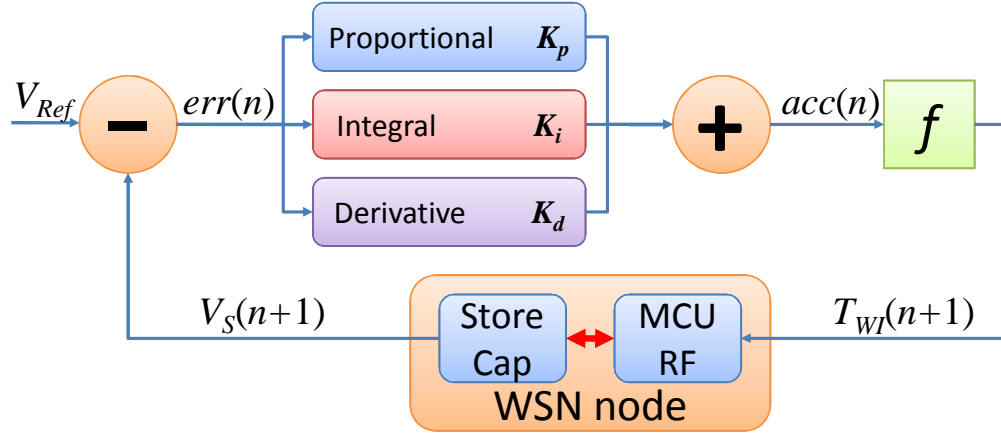 Proportional K_p
V_Ref
−
err(n)
Integral K_i
+
acc(n)
f
Derivative K_d
V_S(n+1)
Store
Cap
MCU
RF
T_WI(n+1)
WSN node